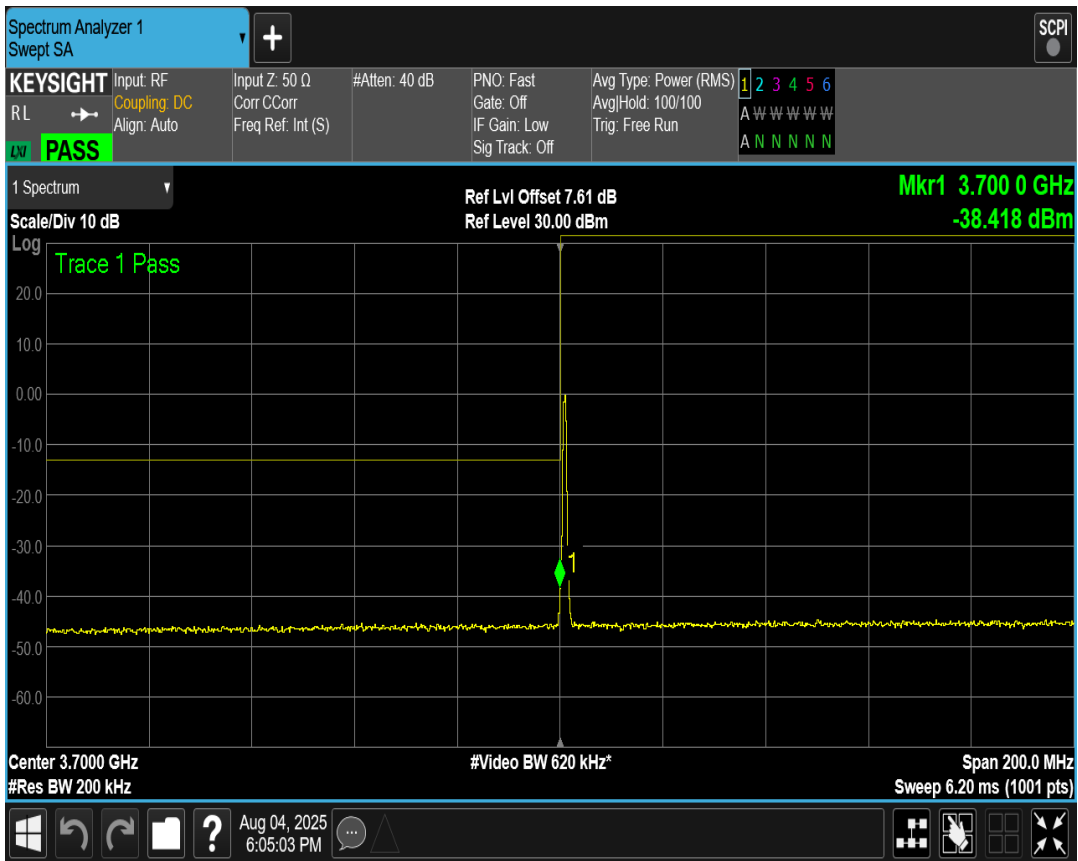 Spectrum Analyzer 1
Swept SA
+
SCPI
KEYSIGHT
RL
LXI PASS
Input: RF
Coupling: DC
Align: Auto
Input Z: 50 Ω
Corr CCorr
Freq Ref: Int (S)
#Atten: 40 dB
PNO: Fast
Gate: Off
IF Gain: Low
Sig Track: Off
Avg Type: Power (RMS)
Avg|Hold: 100/100
Trig: Free Run
1 2 3 4 5 6
A W W W W W
A N N N N N
1 Spectrum
Scale/Div 10 dB
Ref Lvl Offset 7.61 dB
Ref Level 30.00 dBm
Mkr1 3.700 0 GHz
-38.418 dBm
Log
Trace 1 Pass
20.0
10.0
0.00
-10.0
-20.0
-30.0
1
-40.0
-50.0
-60.0
Center 3.7000 GHz
#Video BW 620 kHz*
Span 200.0 MHz
#Res BW 200 kHz
Sweep 6.20 ms (1001 pts)
?
Aug 04, 2025
6:05:03 PM